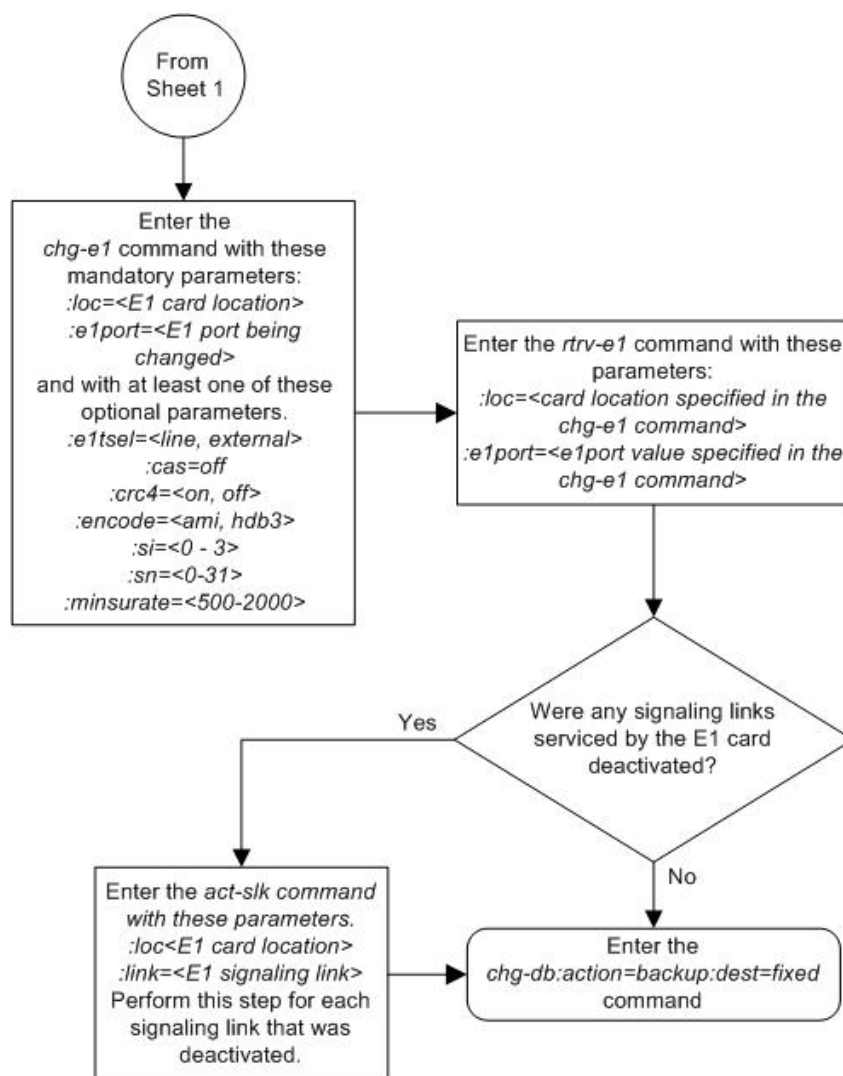 From
Sheet 1
Enter the
chg-e1 command with these
mandatory parameters:
:loc=<E1 card location>
:e1port=<E1 port being
changed>
and with at least one of these
optional parameters.
:e1tsel=<line, external>
:cas=off
:crc4=<on, off>
:encode=<ami, hdb3>
:si=<0 - 3>
:sn=<0-31>
:minsurate=<500-2000>
Enter the rtrv-e1 command with these
parameters:
:loc=<card location specified in the
chg-e1 command>
:e1port=<e1port value specified in the
chg-e1 command>
Were any signaling links
serviced by the E1 card
deactivated?
Yes
No
Enter the act-slk command
with these parameters.
:loc<E1 card location>
:link=<E1 signaling link>
Perform this step for each
signaling link that was
deactivated.
Enter the
chg-db:action=backup:dest=fixed
command